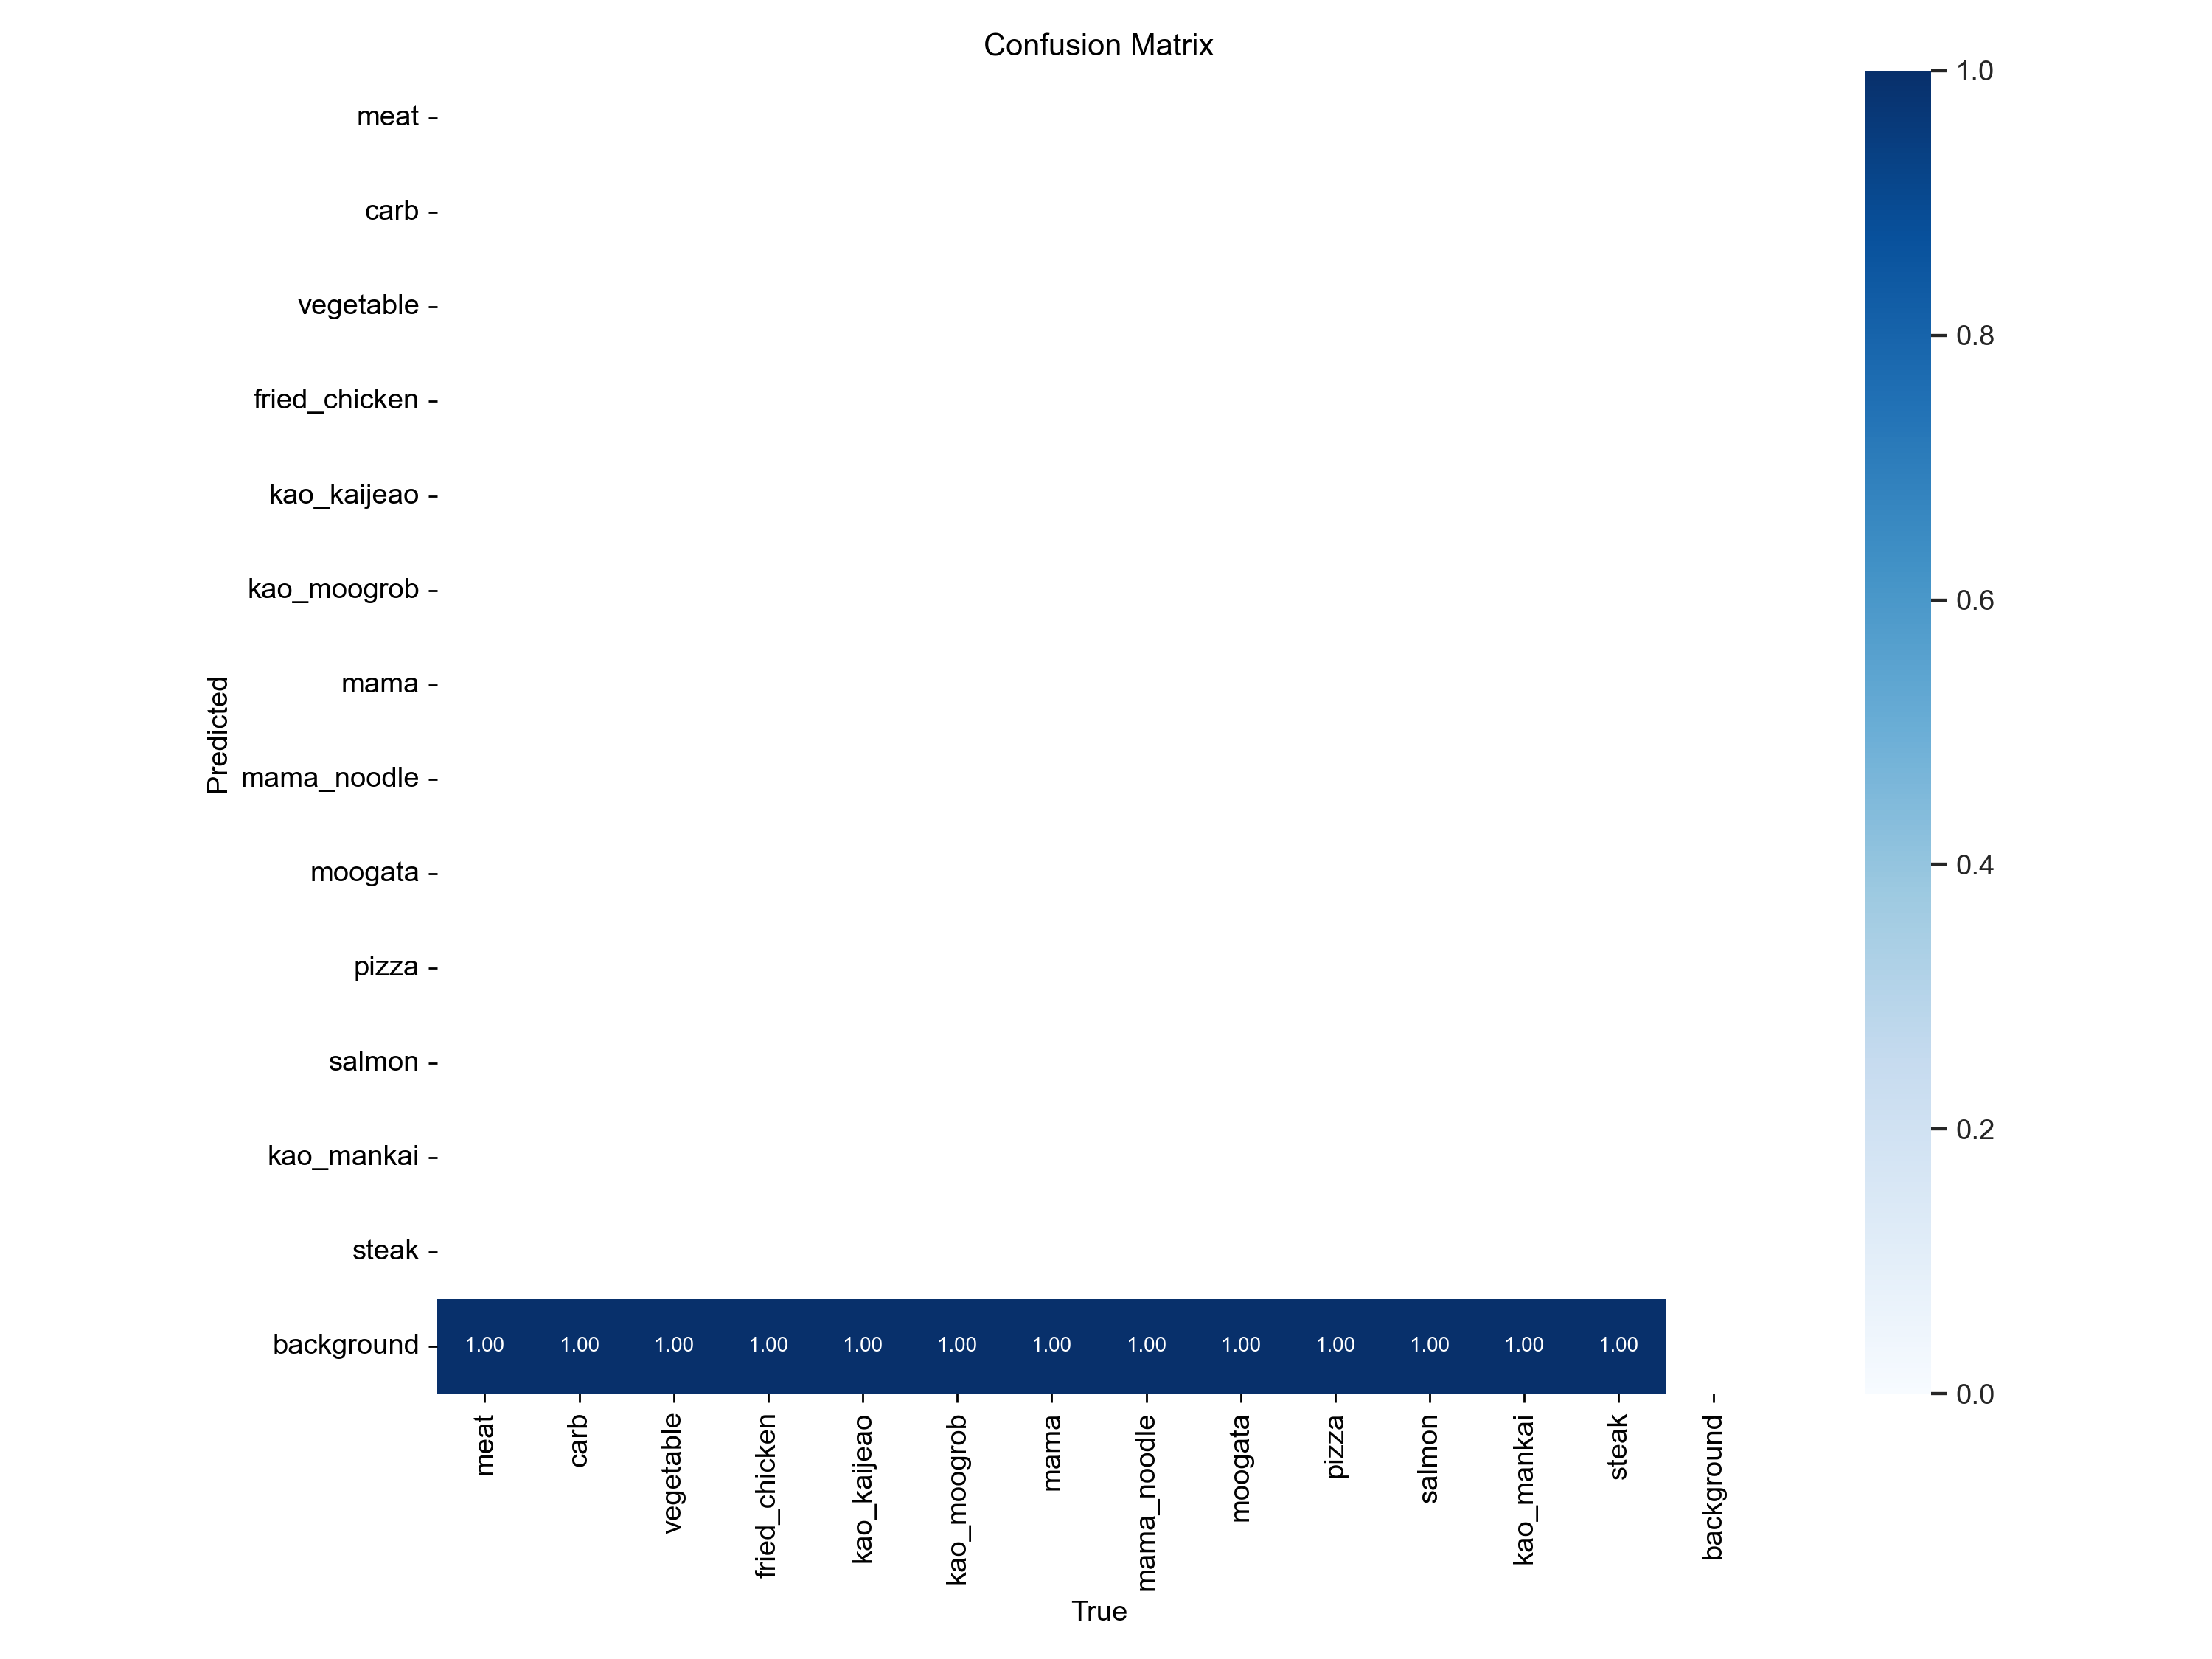 Confusion Matrix
meat
carb
vegetable
fried_chicken
kao_kaijeao
kao_moogrob
mama
mama_noodle
moogata
pizza
salmon
kao_mankai
steak
background
Predicted
1.00 1.00 1.00 1.00 1.00 1.00 1.00 1.00 1.00 1.00 1.00 1.00 1.00
meat
carb
vegetable
fried_chicken
kao_kaijeao
kao_moogrob
mama
mama_noodle
moogata
pizza
salmon
kao_mankai
steak
background
True
1.0
0.8
0.6
0.4
0.2
0.0